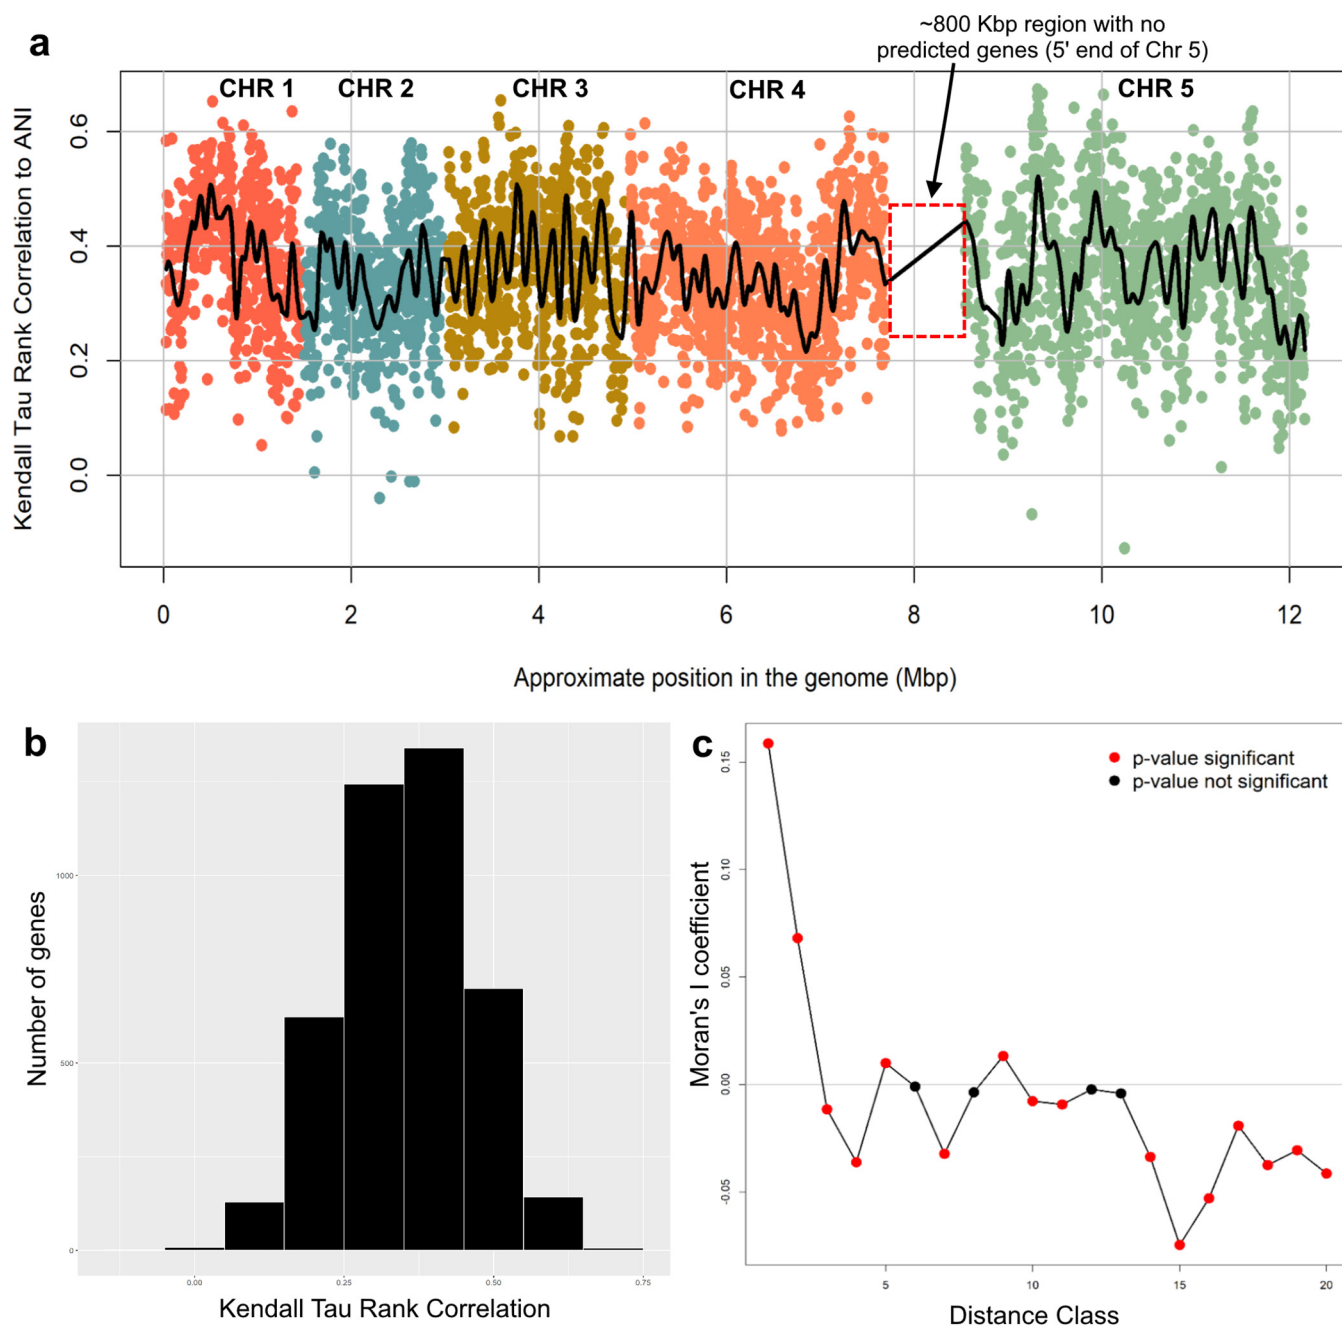 a
~800 Kbp region with no
predicted genes (5' end of Chr 5)
CHR 1
CHR 2
CHR 3
CHR 4
CHR 5
Kendall Tau Rank Correlation to ANI
0.6
0.4
0.2
0.0
0
2
4
6
8
10
12
Approximate position in the genome (Mbp)
b
Number of genes
1000
500
0
0.00
0.25
0.50
0.75
Kendall Tau Rank Correlation
c
p-value significant
p-value not significant
Moran's I coefficient
0.15
0.10
0.05
0.00
-0.05
5
10
15
20
Distance Class